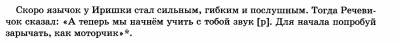 Скоро язычок у Иришки стал сильным, гибким и послушным. Тогда Речеви-
чок сказал: «А теперь мы начнём учить с тобой звук [р]. Для начала попробуй
зарычать, как моторчик»*.